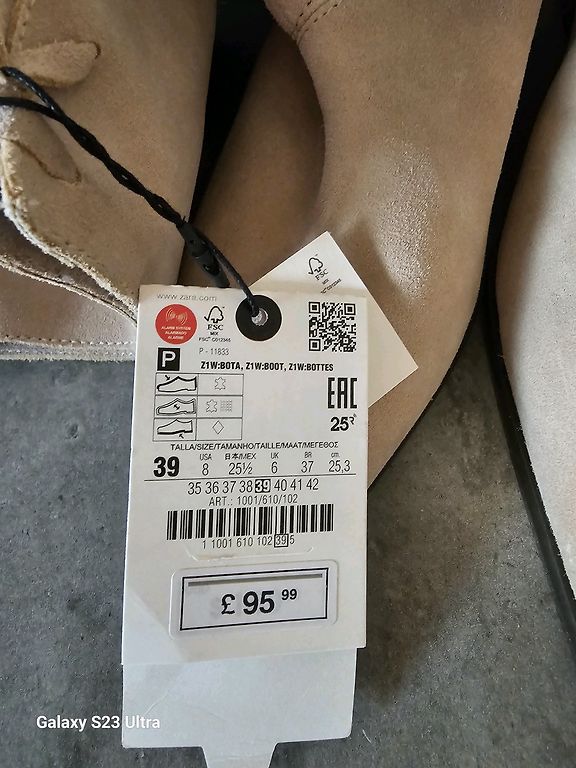 www.zara.com
ALARM SYSTEM
ALARMADO
ALARME
FSC
MIX
FSC® C012345
FSC
MIX
P - 11833
P
Z1W:BOTA, Z1W:BOOT, Z1W:BOTTES
EAC
TALLA/SIZE/TAMANHO/TAILLE/MAAT/ΜΕΓΕΘΟΣ
USA 日本/MEX UK BR cm.
39 8 25½ 6 37 25,3
35 36 37 38 39 40 41 42
ART.: 1001/610/102
1 1001 610 102 39 5
£ 95 99
Galaxy S23 Ultra